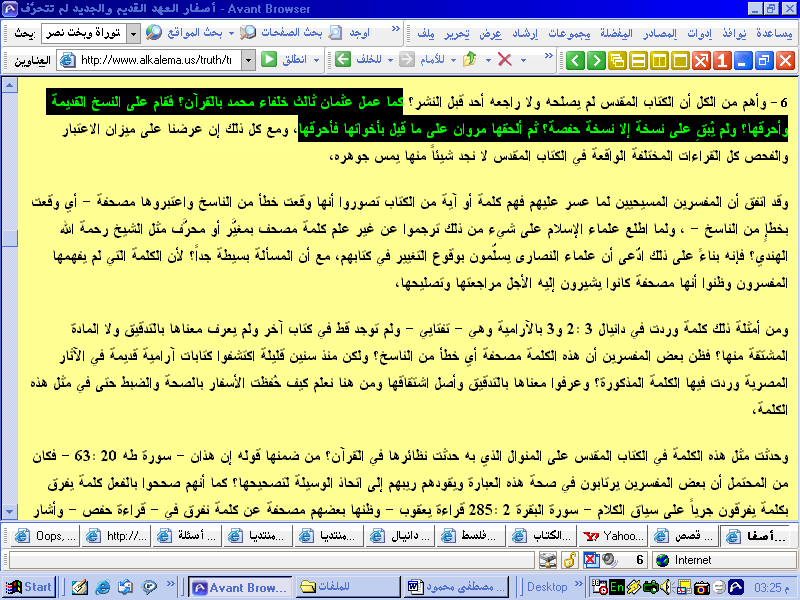 أسفار العهد القديم والجديد لم تتحرَّف - Avant Browser
ملف تحرير عرض إرشاد مجموعات المفضلة المصادر إدوات نوافذ مساعدة
اوجد بحث الصفحات بحث المواقع توراة وبخت نصر بحث:
للأمام للخلف انطلق http://www.alkalema.us/truth/tr العناوين
6 - وأهم من الكل أن الكتاب المقدس لم يصلحه ولا راجعه أحد قبل النشر؟ كما عمل عثمان ثالث خلفاء محمد بالقرآن؟ فقام على النسخ القديمة
وأحرقها؟ ولم يُبْقِ على نسخة إلا نسخة حفصة؟ ثم ألحقها مروان على ما قيل بأخواتها فأحرقها، ومع كل ذلك إن عرضنا على ميزان الاعتبار
والفحص كل القراءات المختلفة الواقعة في الكتاب المقدس لا نجد شيئاً منها يمس جوهره،
وقد اتفق أن المفسرين المسيحيين لما عسر عليهم فهم كلمة أو آية من الكتاب تصوروا أنها وقعت خطأ من الناسخ واعتبروها مصحفة - أي وقعت
بخطإٍ من الناسخ - ، ولما اطلع علماء الإسلام على شيء من ذلك ترجموا عن غير علم كلمة مصحف بمغيَّر أو محرَّف مثل الشيخ رحمة الله
الهندي؟ فإنه بناءً على ذلك ادّعى أن علماء النصارى يسلّمون بوقوع التغيير في كتابهم، مع أن المسألة بسيطة جداً؟ لأن الكلمة التي لم يفهمها
المفسرون وظنوا أنها مصحفة كانوا يشيرون إليه الأجل مراجعتها وتصليحها،
ومن أمثلة ذلك كلمة وردت في دانيال 3 :2 و3 بالآرامية وهي - تفتايي - ولم توجد قط في كتاب آخر ولم يعرف معناها بالتدقيق ولا المادة
المشتقة منها؟ فظن بعض المفسرين أن هذه الكلمة مصحفة أي خطأ من الناسخ؟ ولكن منذ سنين قليلة اكتشفوا كتابات آرامية قديمة في الآثار
المصرية وردت فيها الكلمة المذكورة؟ وعرفوا معناها بالتدقيق وأصل اشتقاقها ومن هنا نعلم كيف حُفظت الأسفار بالصحة والضبط حتى في مثل هذه
الكلمة،
وحدثت مثل هذه الكلمة في الكتاب المقدس على المنوال الذي به حدثت نظائرها في القرآن؟ من ضمنها قوله إن هذان - سورة طه 20 :63 - فكان
من المحتمل أن بعض المفسرين يرتابون في صحة هذه العبارة ويقودهم ريبهم إلى اتخاذ الوسيلة لتصحيحها؟ كما أنهم صححوا بالفعل كلمة يفرق
بكلمة يفرقون جرياً على سياق الكلام - سورة البقرة 2 :285 قراءة يعقوب - وظنها بعضهم مصحفة عن كلمة نفرق في - قراءة حفص - وأشار
Oops, ... http://... أسئلة... منتديا... منتديا... دانيال ... فلسط... الكتاب... Yahoo... قصص ... أصفا...
6 Internet
Start Avant Brow... للملفات مصطفى محمود... Desktop En 03:25 م